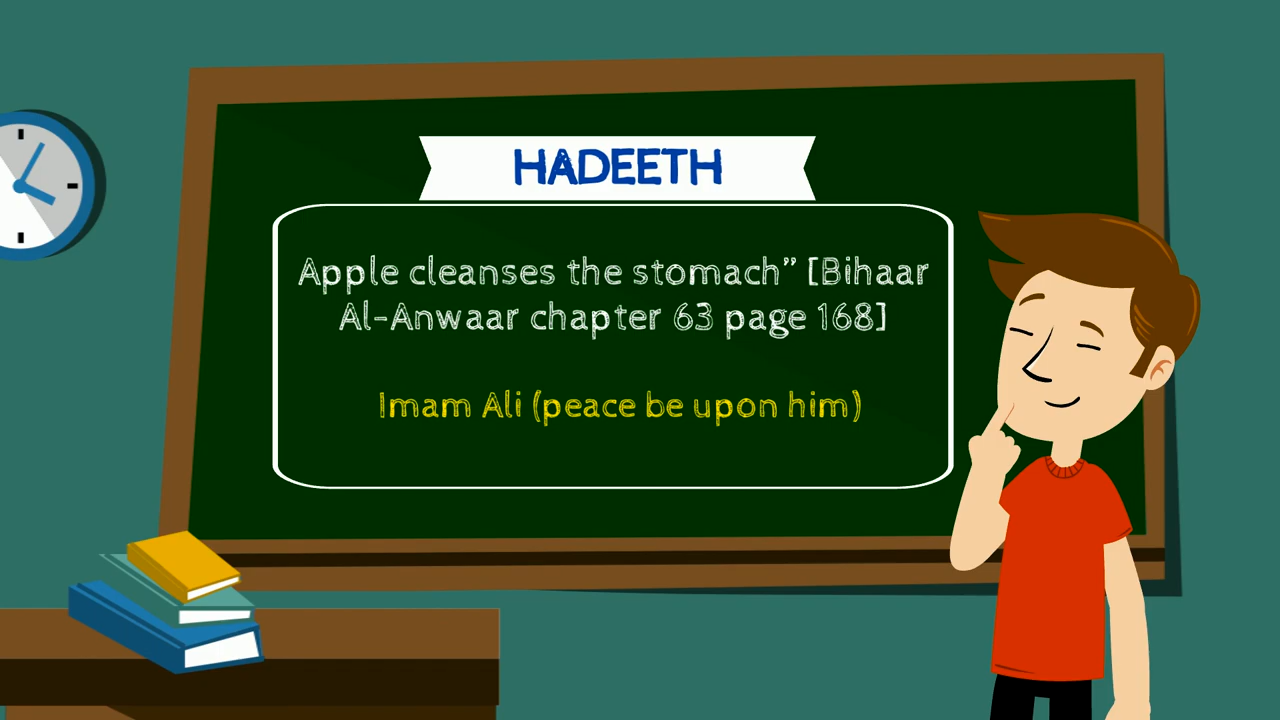 HADEETH
Apple cleanses the stomach” [Bihaar
Al-Anwaar chapter 63 page 168]
Imam Ali (peace be upon him)